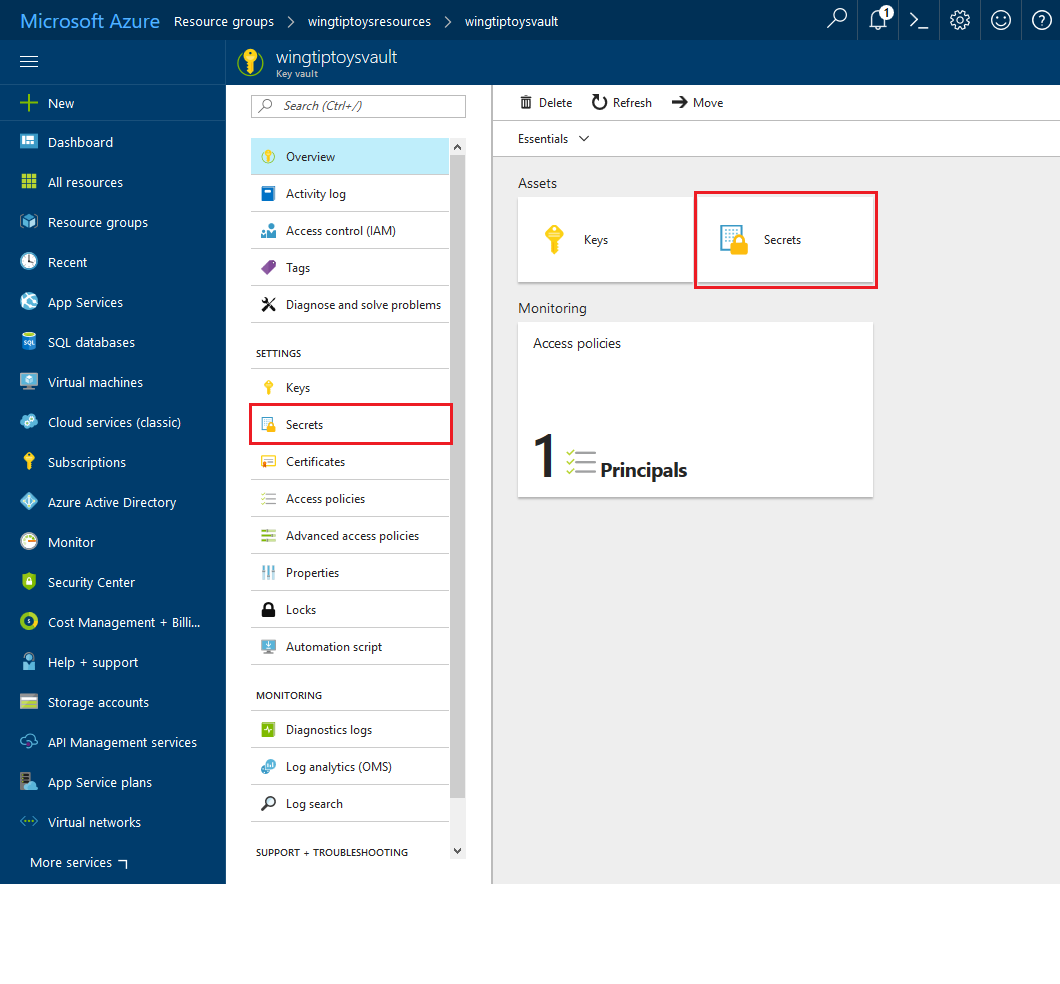 Microsoft Azure Resource groups > wingtiptoysresources > wingtiptoysvault
1
wingtiptoysvault
Key vault
New
Dashboard
All resources
Resource groups
Recent
App Services
SQL databases
Virtual machines
Cloud services (classic)
Subscriptions
Azure Active Directory
Monitor
Security Center
Cost Management + Billi...
Help + support
Storage accounts
API Management services
App Service plans
Virtual networks
More services
Search (Ctrl+/)
Overview
Activity log
Access control (IAM)
Tags
Diagnose and solve problems
SETTINGS
Keys
Secrets
Certificates
Access policies
Advanced access policies
Properties
Locks
Automation script
MONITORING
Diagnostics logs
Log analytics (OMS)
Log search
SUPPORT + TROUBLESHOOTING
Delete Refresh Move
Essentials
Assets
Keys
Secrets
Monitoring
Access policies
1 Principals